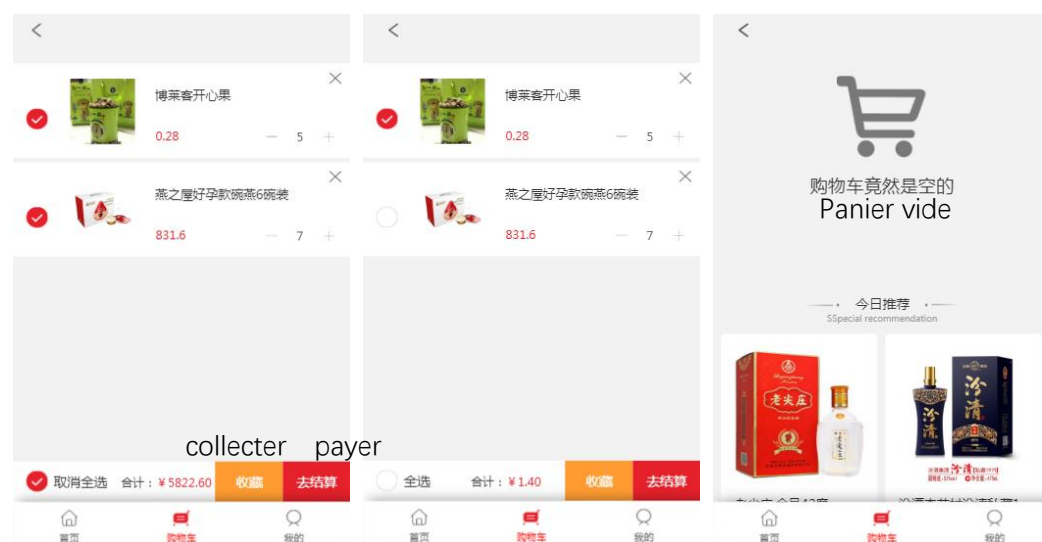 博莱客开心果
0.28
5
燕之屋好孕款碗燕6碗装
831.6
7
collecter payer
取消全选 合计：￥5822.60 收藏 去结算
首页 购物车 我的
博莱客开心果
0.28
5
燕之屋好孕款碗燕6碗装
831.6
7
全选 合计：￥1.40 收藏 去结算
首页 购物车 我的
购物车竟然是空的
Panier vide
今日推荐
SSpecial recommendation
老尖庄
汾清
汾清
首页 购物车 我的